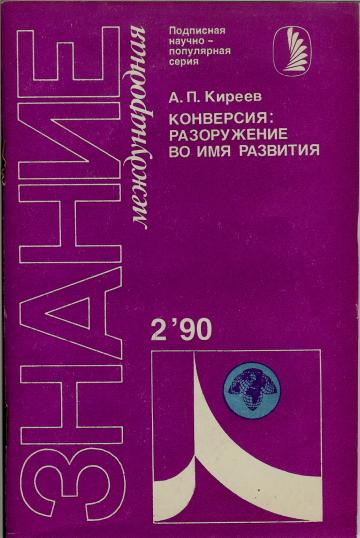 ЗНАНИЕ
международная
Подписная
научно –
популярная
серия
А. П. Киреев
КОНВЕРСИЯ:
РАЗОРУЖЕНИЕ
ВО ИМЯ РАЗВИТИЯ
2 '90